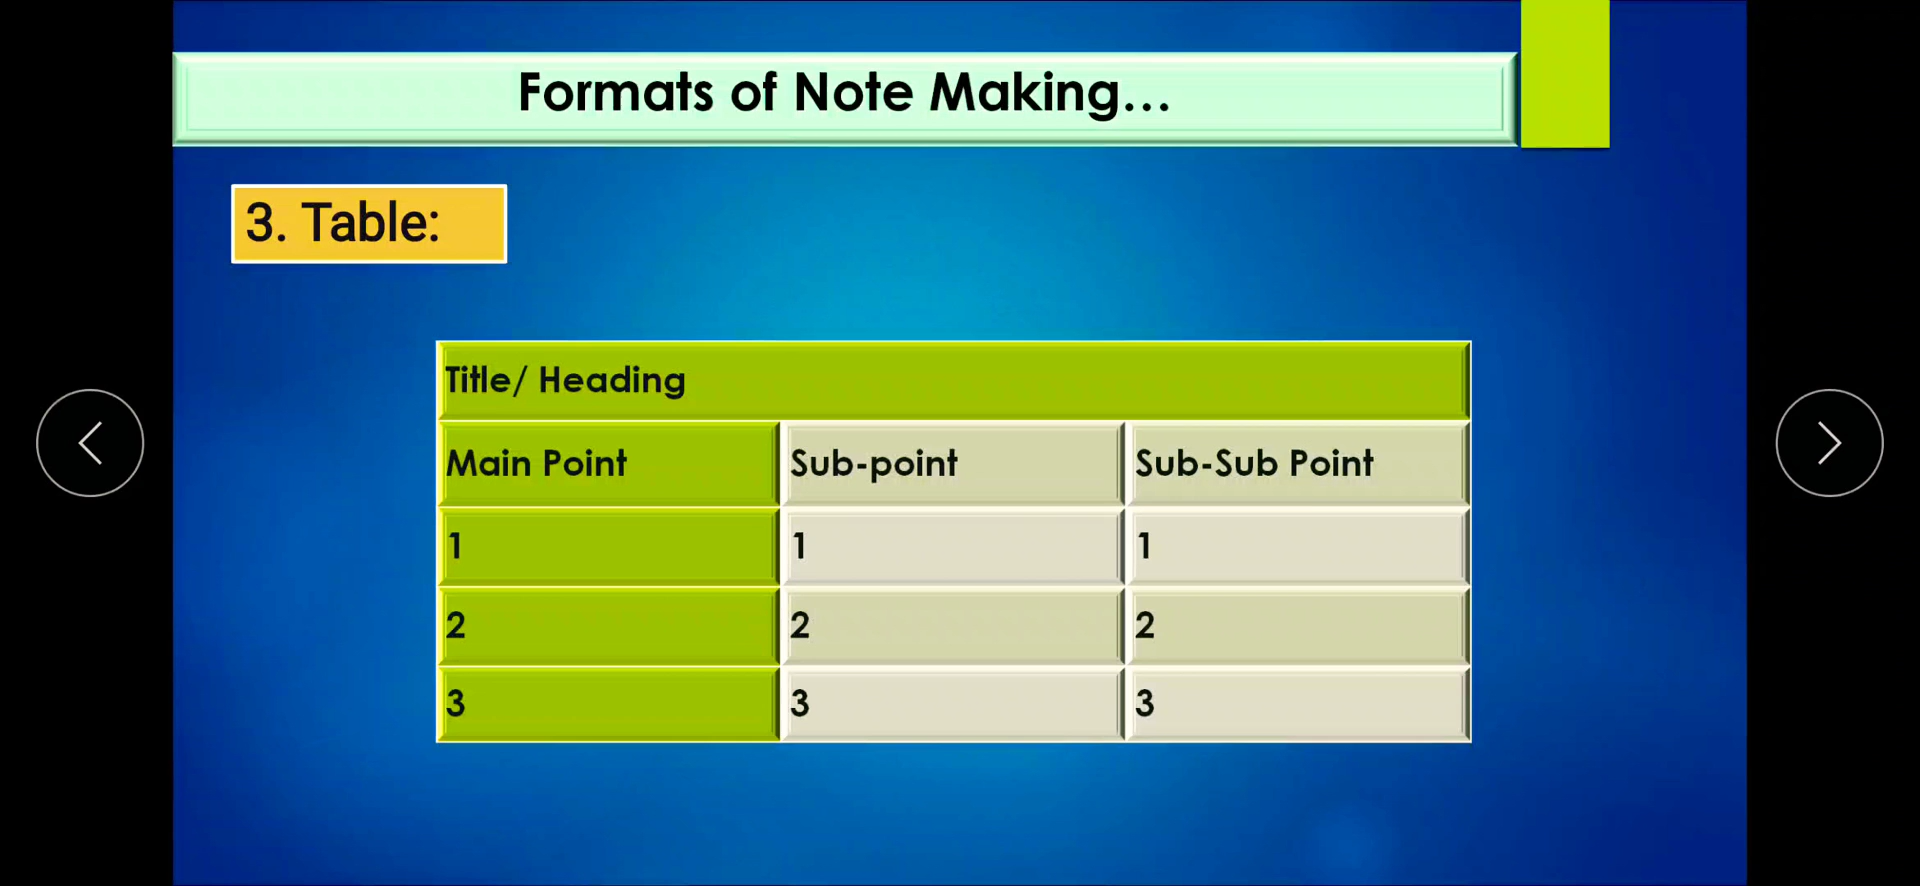 Formats of Note Making...
3. Table:
Title/ Heading
Main Point Sub-point Sub-Sub Point
1 1 1
2 2 2
3 3 3